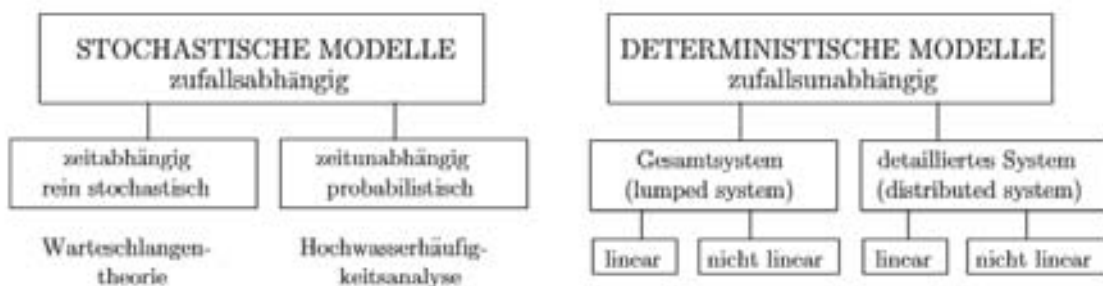 STOCHASTISCHE MODELLE
zufallsabhängig
zeitabhängig
rein stochastisch
zeitunabhängig
probabilistisch
Warteschlangen-
theorie
Hochwasserhäufig-
keitsanalyse
DETERMINISTISCHE MODELLE
zufallsunabhängig
Gesamtsystem
(lumped system)
detailliertes System
(distributed system)
linear
nicht linear
linear
nicht linear